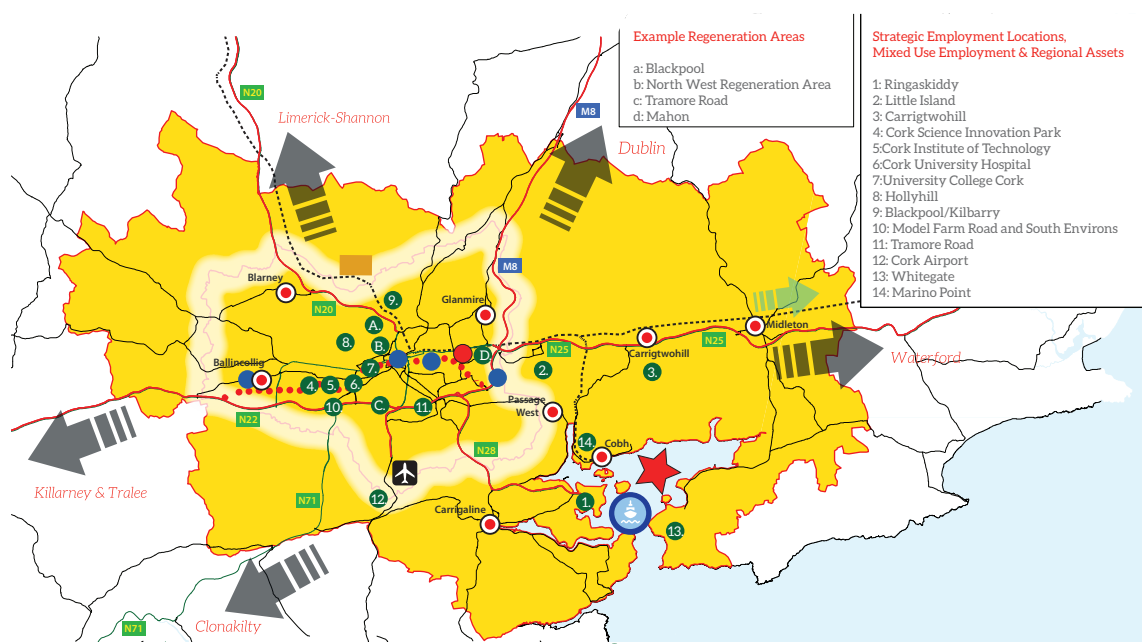 Example Regeneration Areas
a: Blackpool
b: North West Regeneration Area
c: Tramore Road
d: Mahon
Strategic Employment Locations,
Mixed Use Employment & Regional Assets
1: Ringaskiddy
2: Little Island
3: Carrigtwohill
4: Cork Science Innovation Park
5:Cork Institute of Technology
6:Cork University Hospital
7:University College Cork
8: Hollyhill
9: Blackpool/Kilbarry
10: Model Farm Road and South Environs
11: Tramore Road
12: Cork Airport
13: Whitegate
14: Marino Point
N20
Limerick-Shannon
M8
Dublin
M8
Blarney
N20
9.
Glanmire
A.
8.
B.
D
7.
Ballincollig
4.
5.
6.
10.
C.
11.
N22
N25
2.
Carrigtwohill
3.
N25
Midleton
Waterford
Passage
West
14.
Cobh
N28
Killarney & Tralee
N71
12.
Carrigaline
1.
13.
N71
Clonakilty